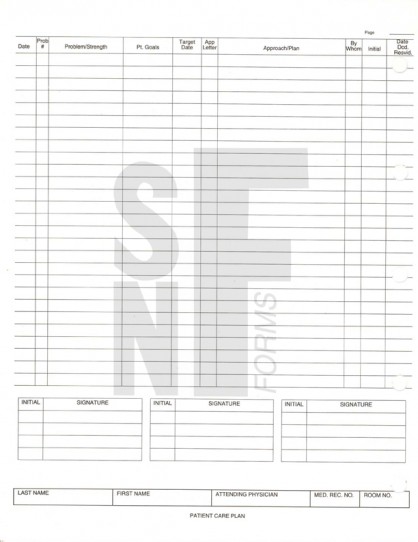 Page
Date Prob # Problem/Strength Pt. Goals Target Date App Letter Approach/Plan By Whom Initial Date Dcd. Resvld.
SNF
FORMS
INITIAL SIGNATURE INITIAL SIGNATURE INITIAL SIGNATURE
LAST NAME FIRST NAME ATTENDING PHYSICIAN MED. REC. NO. ROOM NO.
PATIENT CARE PLAN